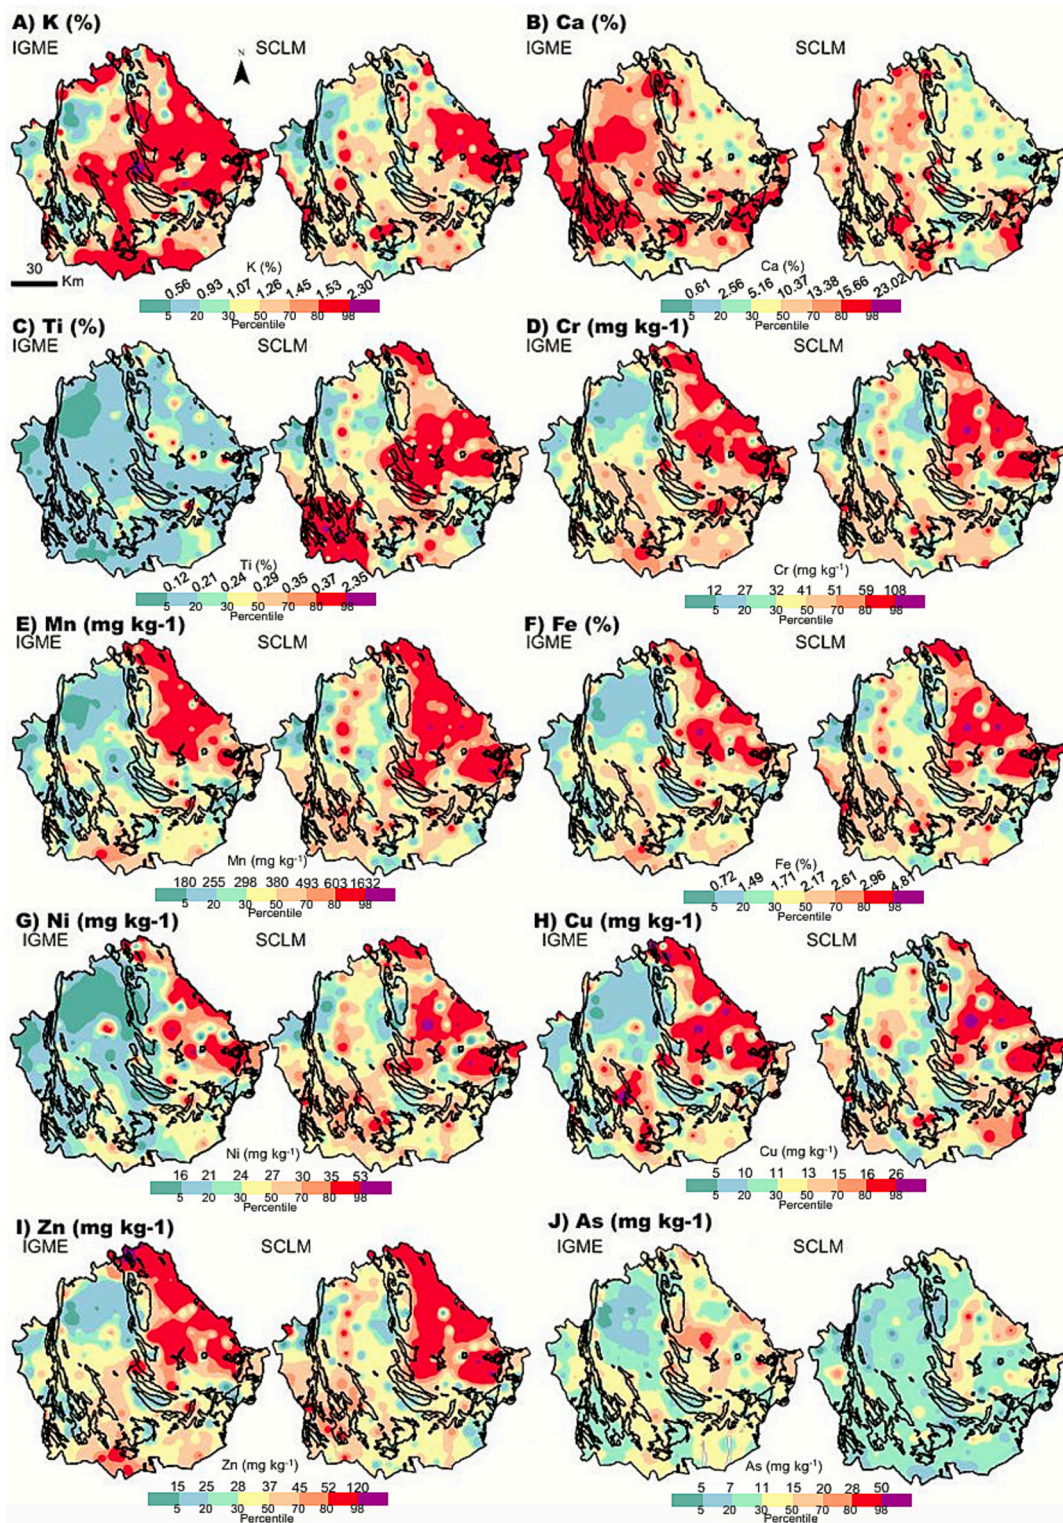 A) K (%)
IGME
SCLM
N
30
Km
K (%)
0.56 0.93 1.07 1.26 1.45 1.53 2.30
5 20 30 50 70 80 98
Percentile
B) Ca (%)
IGME
SCLM
Ca (%)
0.61 2.56 5.16 10.37 13.38 15.66 23.02
5 20 30 50 70 80 98
Percentile
C) Ti (%)
IGME
SCLM
Ti (%)
0.12 0.21 0.24 0.29 0.35 0.37 2.35
5 20 30 50 70 80 98
Percentile
D) Cr (mg kg-1)
IGME
SCLM
Cr (mg kg⁻¹)
12 27 32 41 51 59 108
5 20 30 50 70 80 98
Percentile
E) Mn (mg kg-1)
IGME
SCLM
Mn (mg kg⁻¹)
180 255 298 380 493 603 1632
5 20 30 50 70 80 98
Percentile
F) Fe (%)
IGME
SCLM
Fe (%)
0.72 1.49 1.71 2.17 2.61 2.96 4.81
5 20 30 50 70 80 98
Percentile
G) Ni (mg kg-1)
IGME
SCLM
Ni (mg kg⁻¹)
16 21 24 27 30 35 53
5 20 30 50 70 80 98
Percentile
H) Cu (mg kg-1)
IGME
SCLM
Cu (mg kg⁻¹)
5 10 11 13 15 16 26
5 20 30 50 70 80 98
Percentile
I) Zn (mg kg-1)
IGME
SCLM
Zn (mg kg⁻¹)
15 25 28 37 45 52 120
5 20 30 50 70 80 98
Percentile
J) As (mg kg-1)
IGME
SCLM
As (mg kg⁻¹)
5 7 11 15 20 28 50
5 20 30 50 70 80 98
Percentile